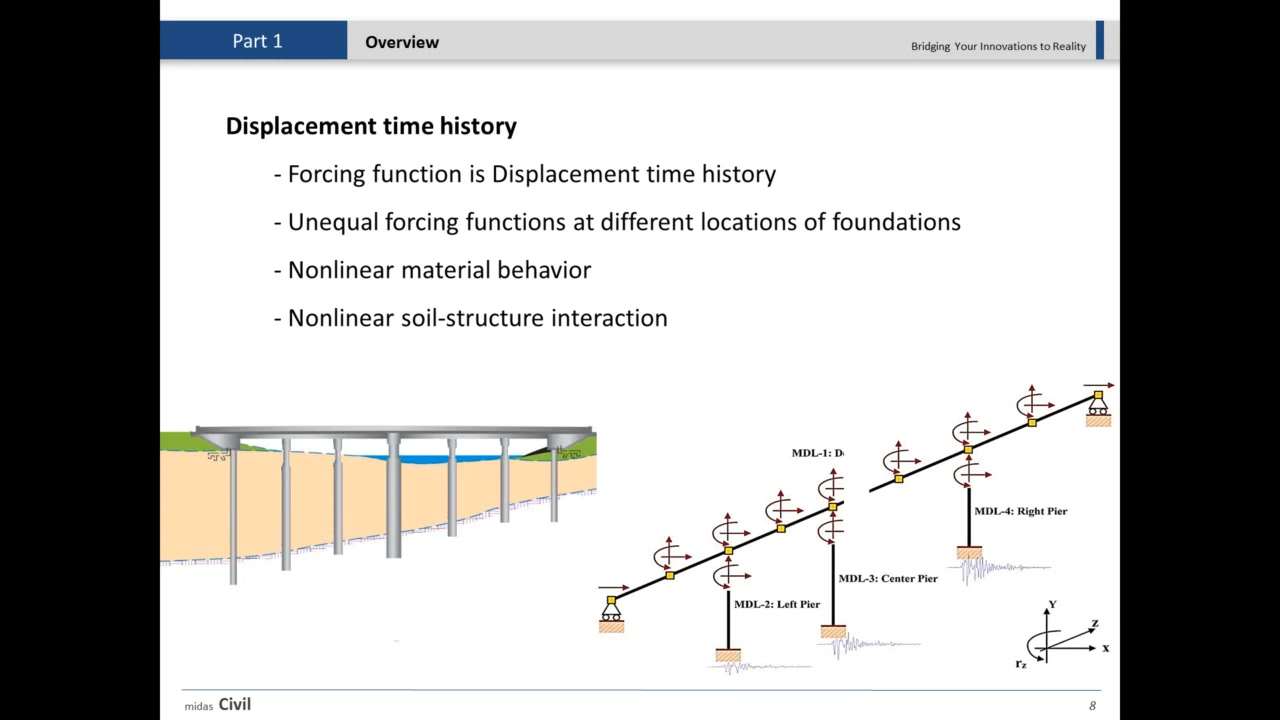 Part 1
Overview
Bridging Your Innovations to Reality
Displacement time history
- Forcing function is Displacement time history
- Unequal forcing functions at different locations of foundations
- Nonlinear material behavior
- Nonlinear soil-structure interaction
MDL-1: D
MDL-4: Right Pier
MDL-3: Center Pier
MDL-2: Left Pier
Y
z
x
rz
midas Civil
8